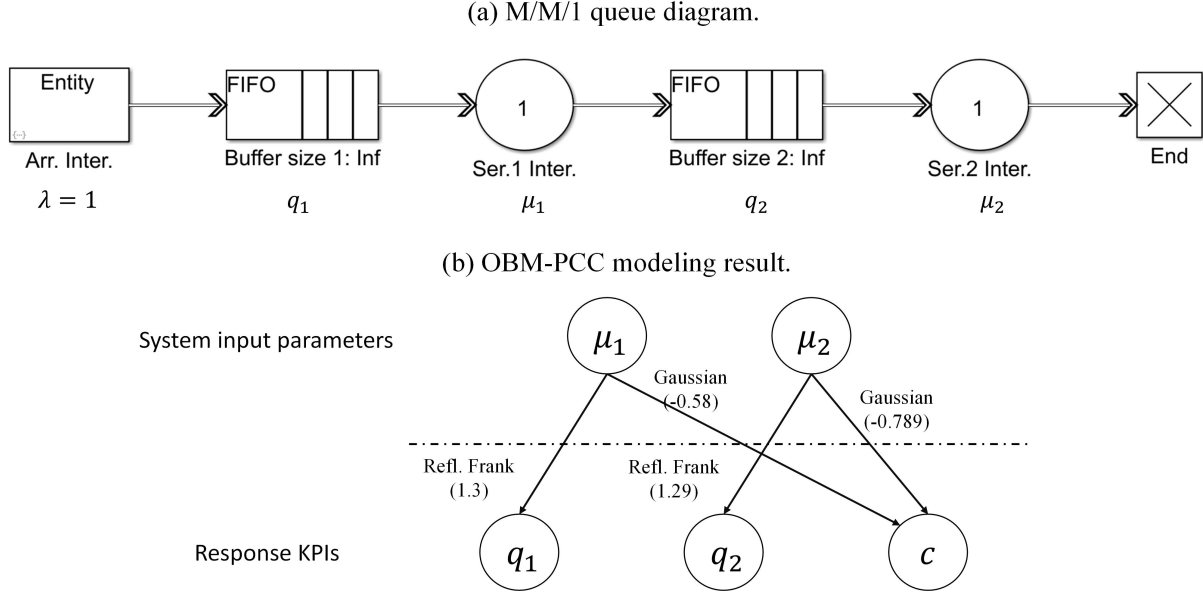 (a) M/M/1 queue diagram.
Entity
{...}
Arr. Inter.
λ = 1
FIFO
Buffer size 1: Inf
q₁
1
Ser.1 Inter.
μ₁
FIFO
Buffer size 2: Inf
q₂
1
Ser.2 Inter.
μ₂
End
(b) OBM-PCC modeling result.
System input parameters
μ₁
μ₂
Gaussian
(-0.58)
Gaussian
(-0.789)
Refl. Frank
(1.3)
Refl. Frank
(1.29)
Response KPIs
q₁
q₂
c